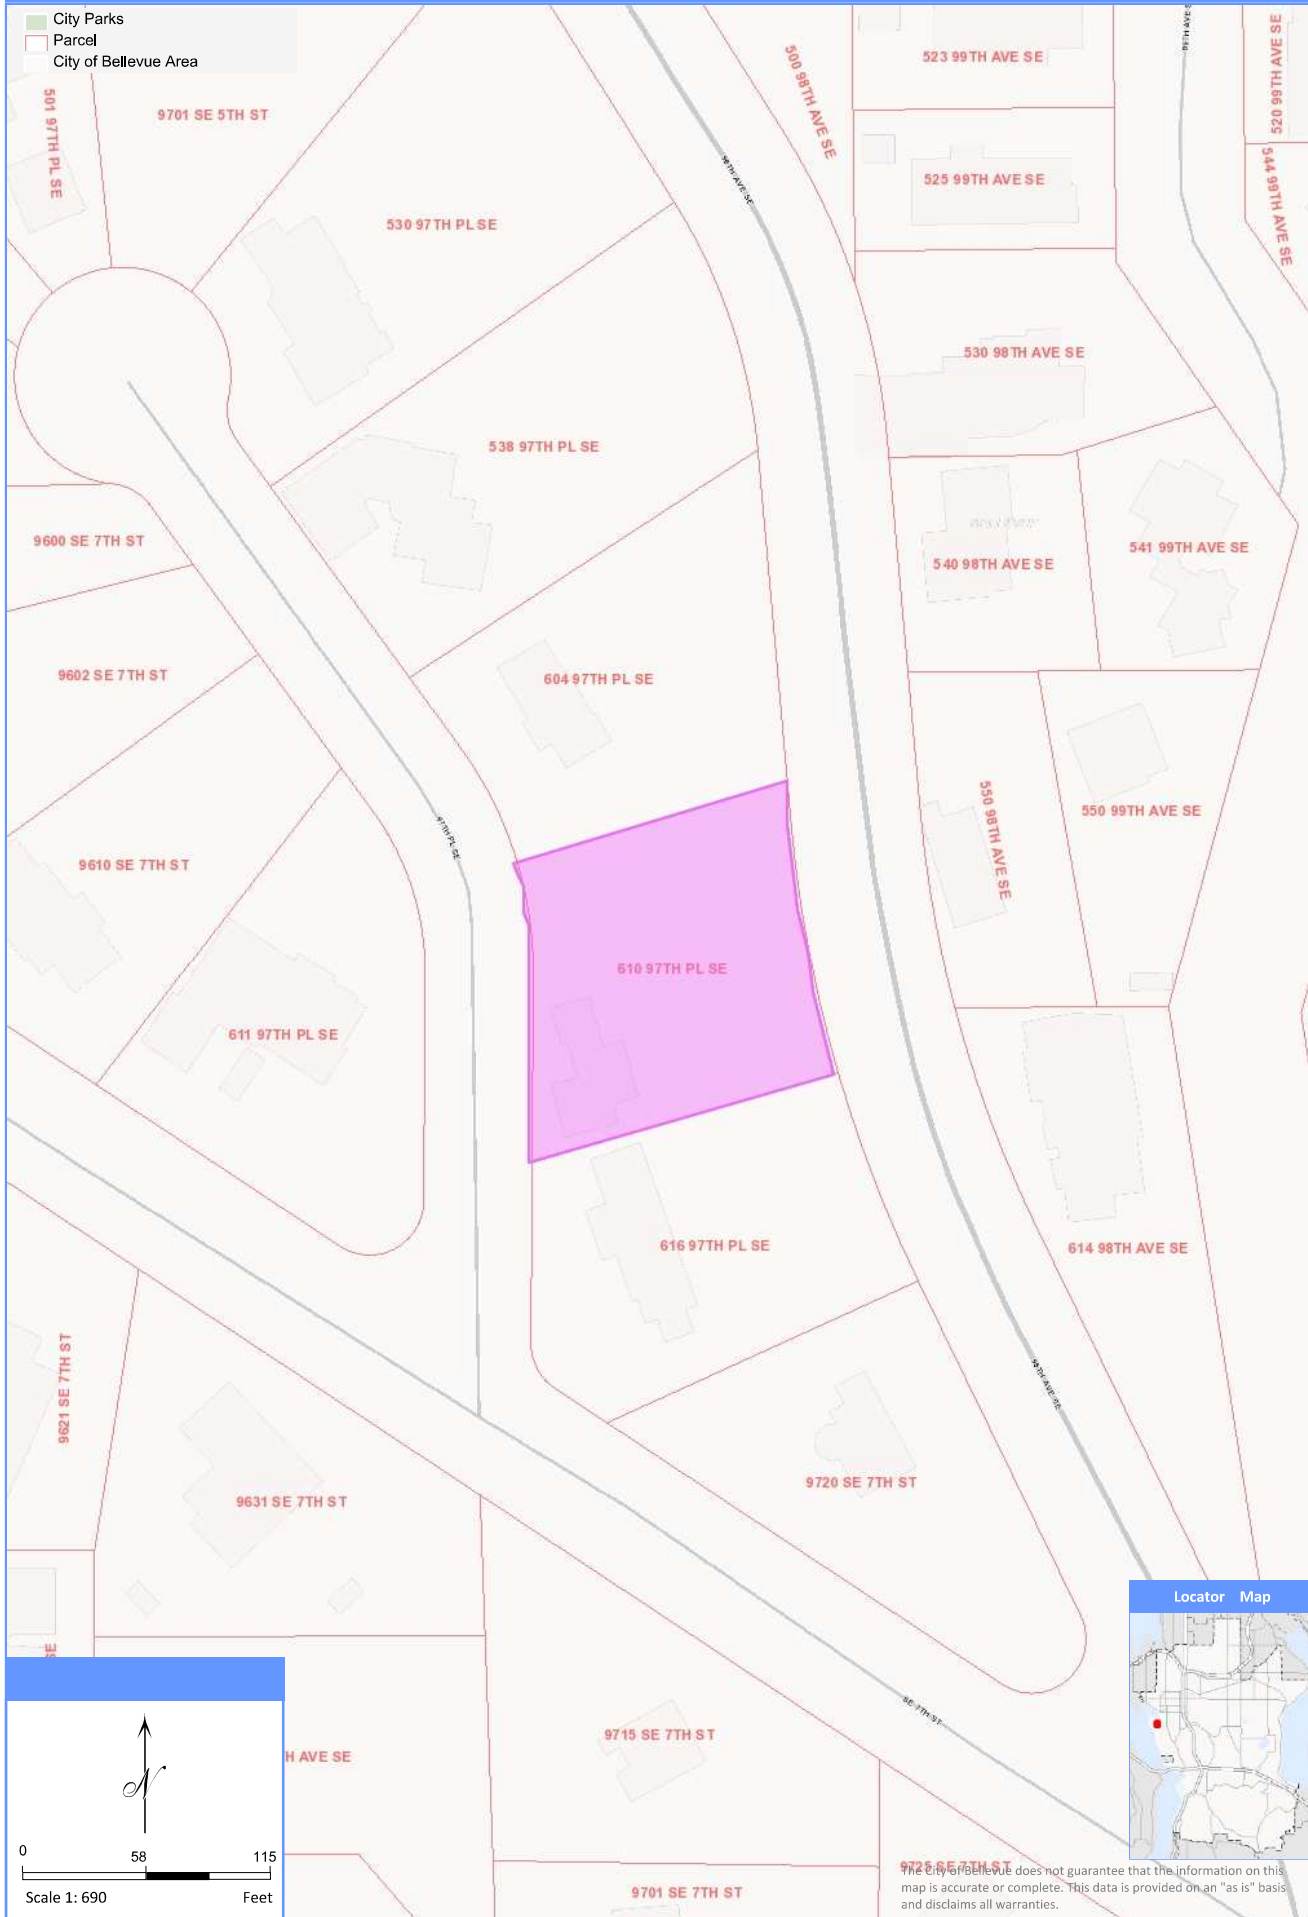 City Parks
Parcel
City of Bellevue Area
501 97TH PL SE
9701 SE 5TH ST
530 97TH PL SE
500 98TH AVE SE
98TH AVE SE
523 99TH AVE SE
525 99TH AVE SE
520 99TH AVE SE
544 99TH AVE SE
530 98TH AVE SE
538 97TH PL SE
9600 SE 7TH ST
540 98TH AVE SE
541 99TH AVE SE
9602 SE 7TH ST
604 97TH PL SE
550 98TH AVE SE
550 99TH AVE SE
97TH PL SE
9610 SE 7TH ST
610 97TH PL SE
611 97TH PL SE
616 97TH PL SE
614 98TH AVE SE
9621 SE 7TH ST
98TH AVE SE
9720 SE 7TH ST
9631 SE 7TH ST
SE
SE 7TH ST
9715 SE 7TH ST
H AVE SE
9701 SE 7TH ST
9725 SE 7TH ST
Locator Map
N
0 58 115
Scale 1: 690 Feet
The City of Bellevue does not guarantee that the information on this
map is accurate or complete. This data is provided on an "as is" basis
and disclaims all warranties.